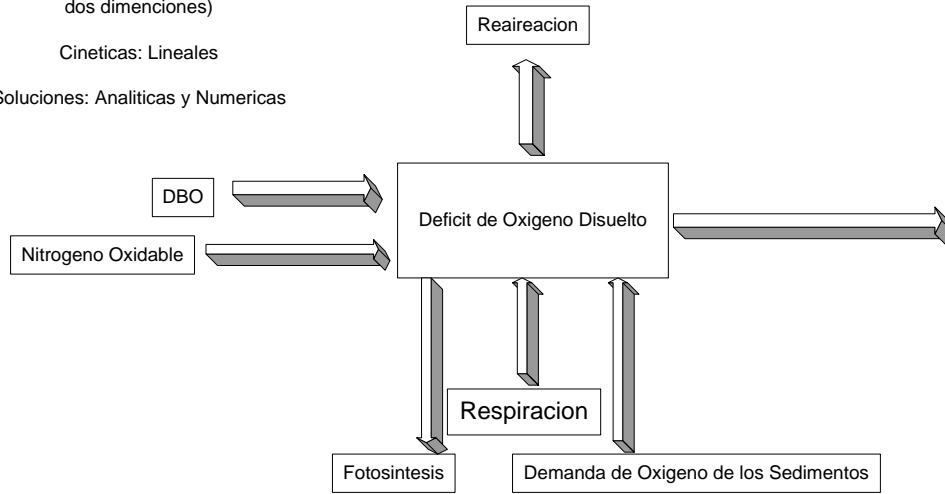 dos dimenciones)
Cineticas: Lineales
Soluciones: Analiticas y Numericas
Reaireacion
DBO
Deficit de Oxigeno Disuelto
Nitrogeno Oxidable
Respiracion
Fotosintesis
Demanda de Oxigeno de los Sedimentos